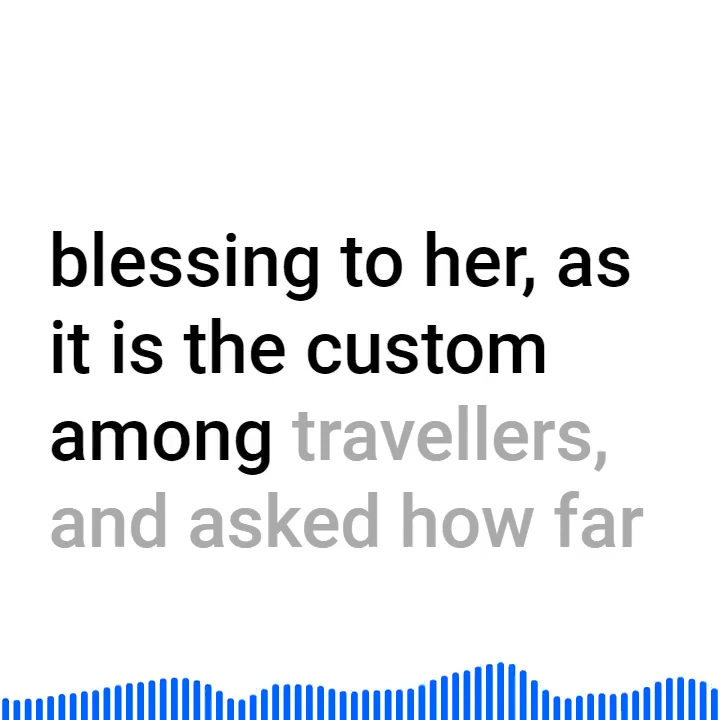 blessing to her, as
it is the custom
among travellers,
and asked how far